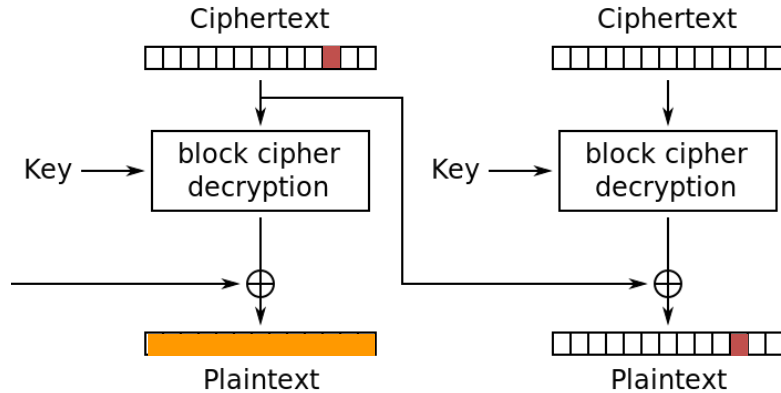 Ciphertext
Ciphertext
Key
block cipher
decryption
Key
block cipher
decryption
Plaintext
Plaintext